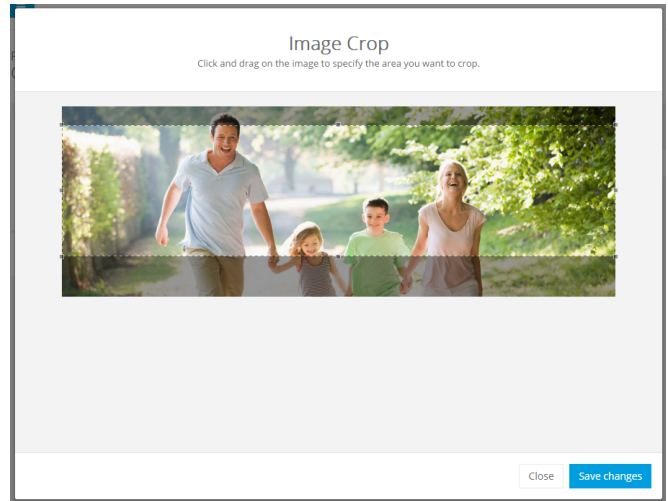 Image Crop
Click and drag on the image to specify the area you want to crop.
Close
Save changes